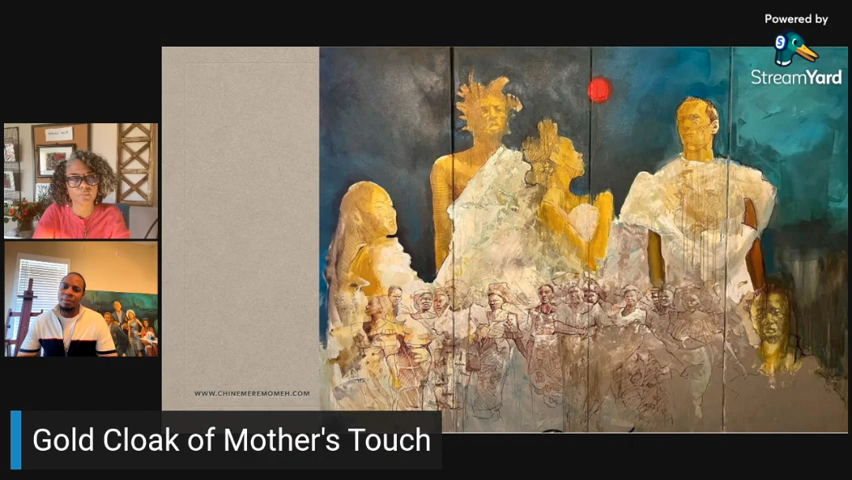 Powered by
StreamYard
WWW.CHINEMEREMOMEH.COM
Gold Cloak of Mother's Touch